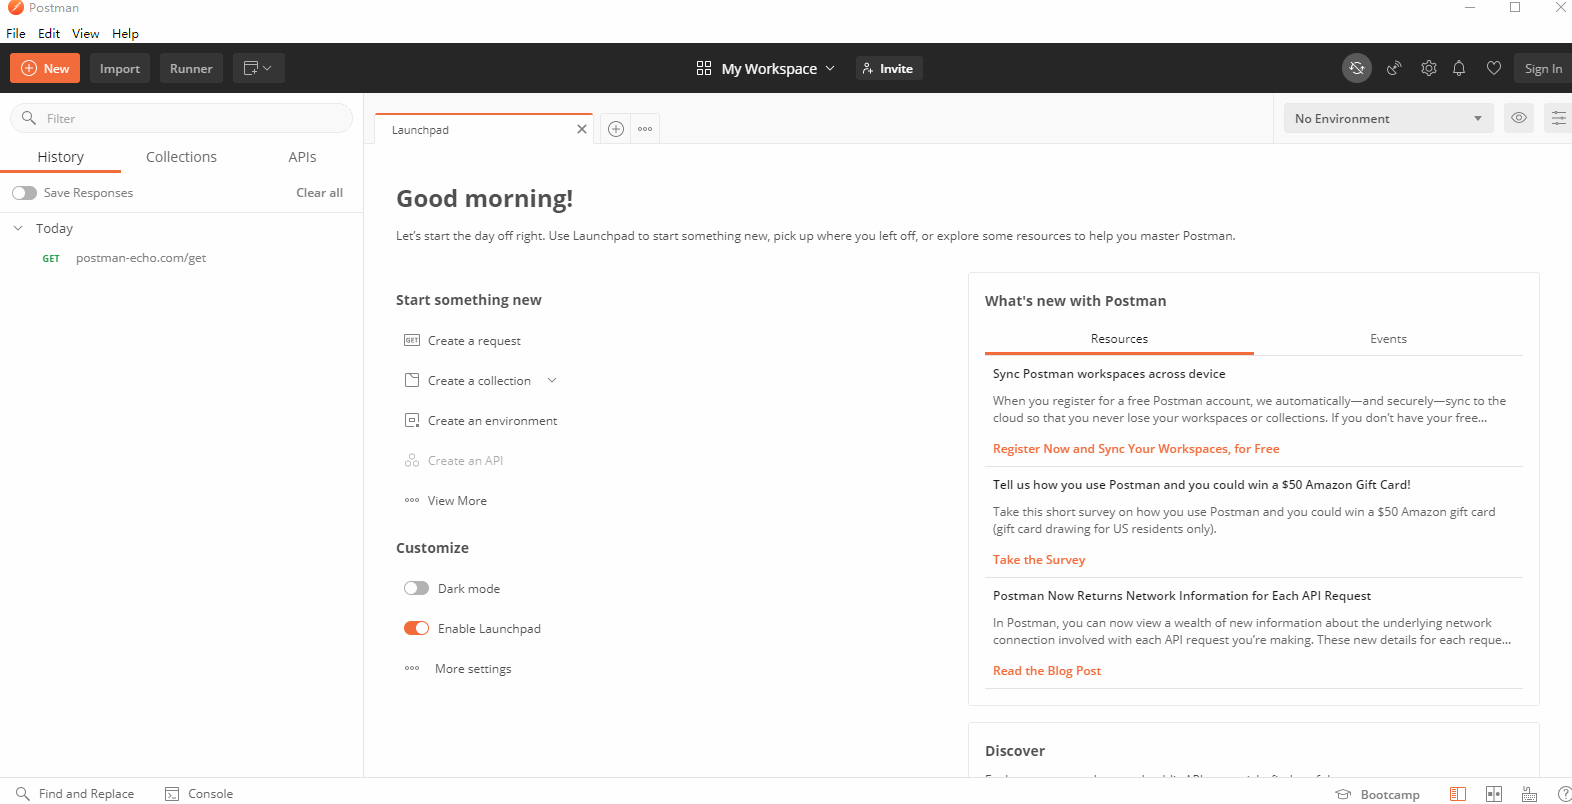 Postman
File Edit View Help
New Import Runner My Workspace Invite Sign In
Filter
Launchpad
No Environment
History Collections APIs
Save Responses Clear all
Today
GET postman-echo.com/get
Good morning!
Let's start the day off right. Use Launchpad to start something new, pick up where you left off, or explore some resources to help you master Postman.
Start something new
GET Create a request
Create a collection
Create an environment
Create an API
View More
Customize
Dark mode
Enable Launchpad
More settings
What's new with Postman
Resources Events
Sync Postman workspaces across device
When you register for a free Postman account, we automatically—and securely—sync to the
cloud so that you never lose your workspaces or collections. If you don't have your free...
Register Now and Sync Your Workspaces, for Free
Tell us how you use Postman and you could win a $50 Amazon Gift Card!
Take this short survey on how you use Postman and you could win a $50 Amazon gift card
(gift card drawing for US residents only).
Take the Survey
Postman Now Returns Network Information for Each API Request
In Postman, you can now view a wealth of new information about the underlying network
connection involved with each API request you're making. These new details for each reque...
Read the Blog Post
Discover
Find and Replace Console Bootcamp